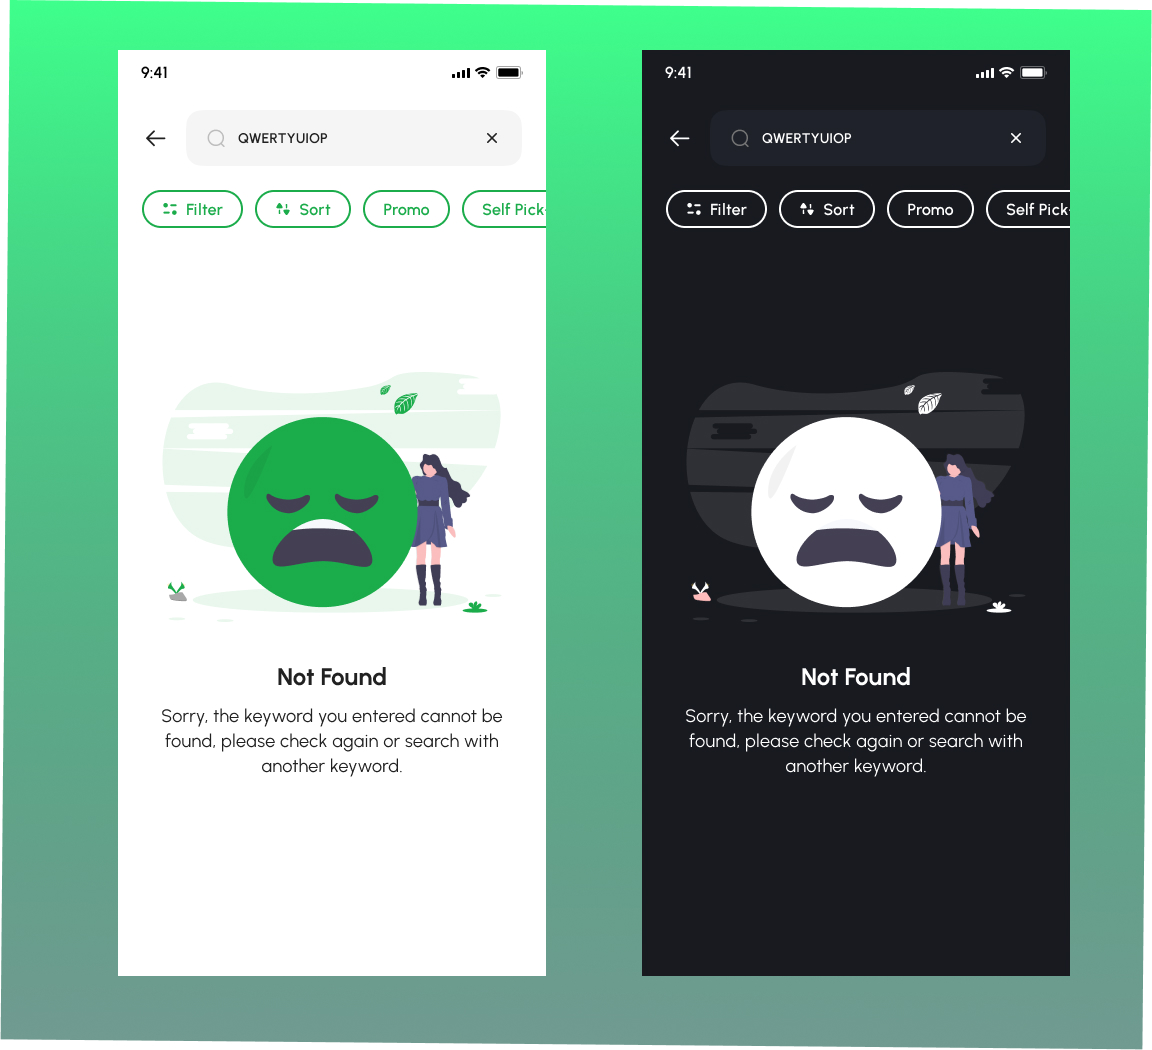 9:41
QWERTYUIOP
Filter Sort Promo Self Pick-
Not Found
Sorry, the keyword you entered cannot be
found, please check again or search with
another keyword.
9:41
QWERTYUIOP
Filter Sort Promo Self Pick-
Not Found
Sorry, the keyword you entered cannot be
found, please check again or search with
another keyword.